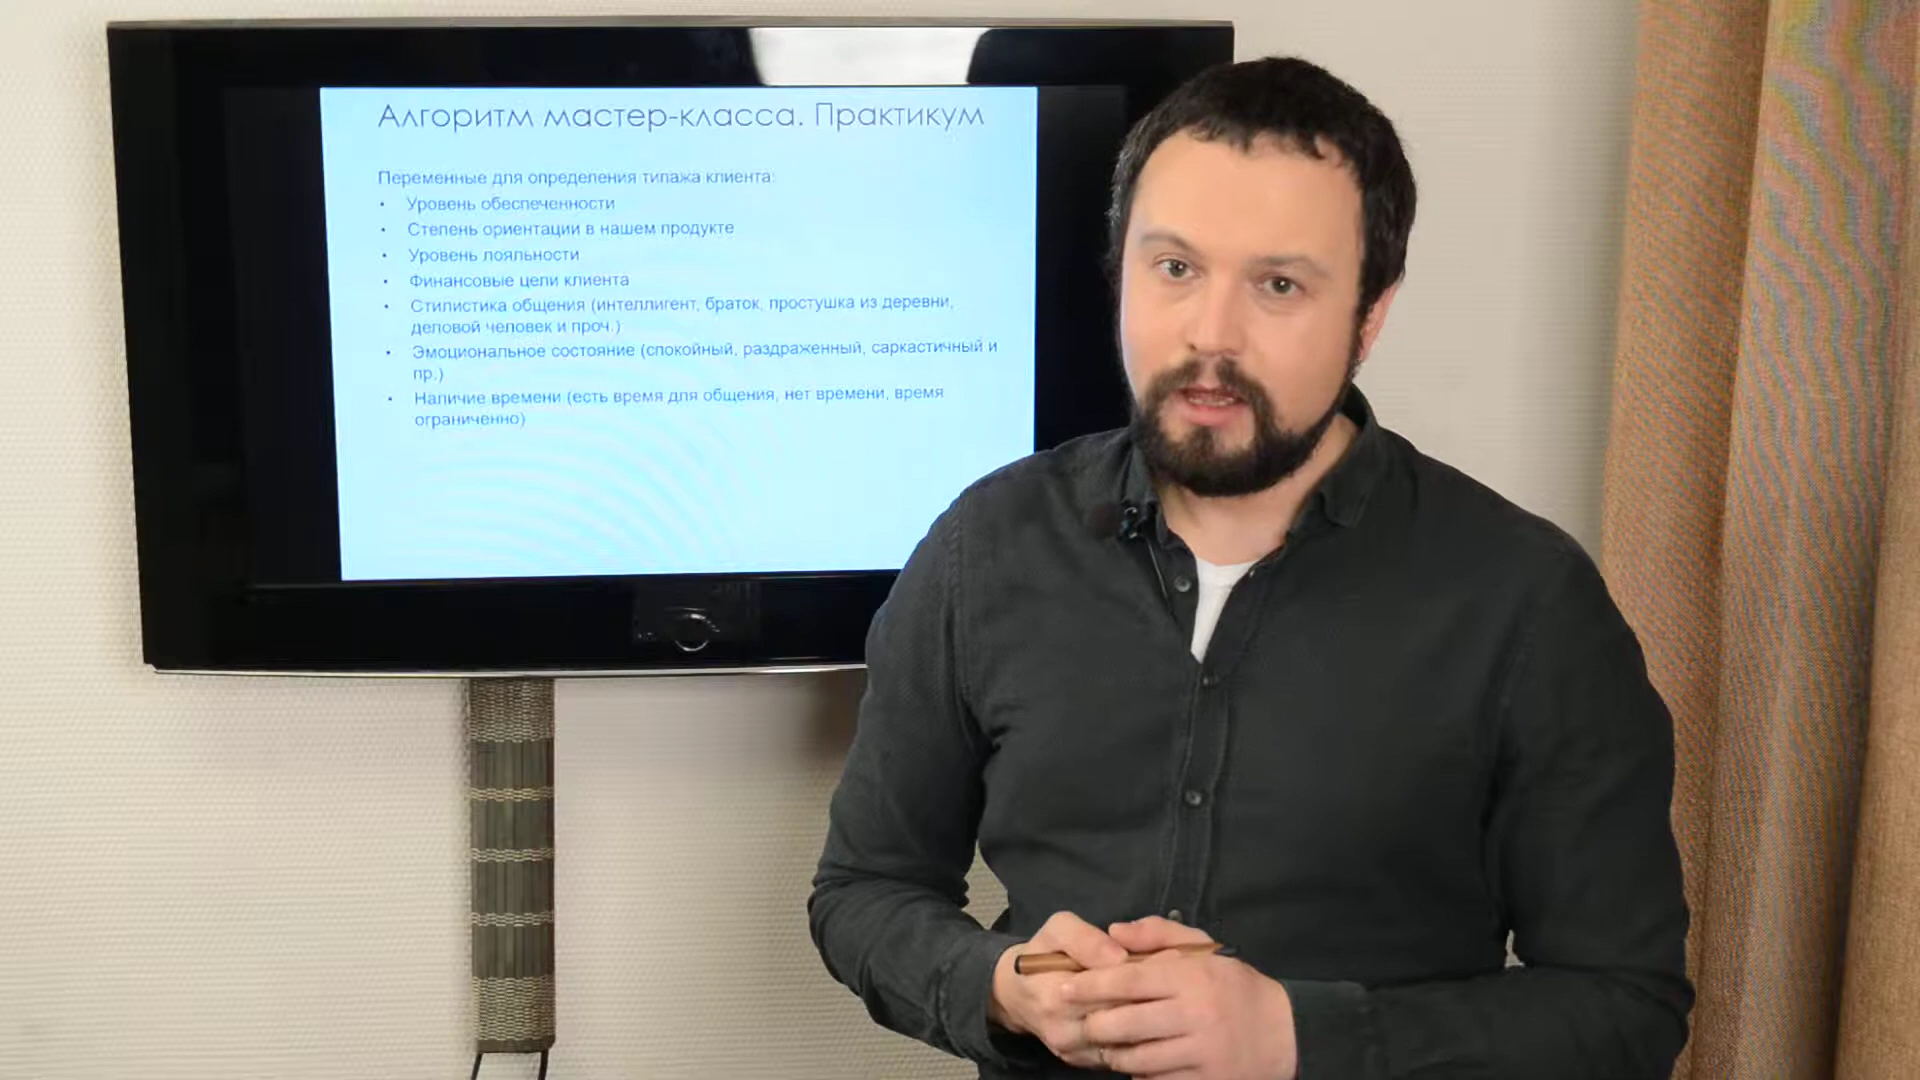 Алгоритм мастер-класса. Практикум
Переменные для определения типажа клиента:
• Уровень обеспеченности
• Степень ориентации в нашем продукте
• Уровень лояльности
• Финансовые цели клиента
• Стилистика общения (интеллигент, браток, простушка из деревни,
деловой человек и проч.)
• Эмоциональное состояние (спокойный, раздраженный, саркастичный и
пр.)
• Наличие времени (есть время для общения, нет времени, время
ограниченно)